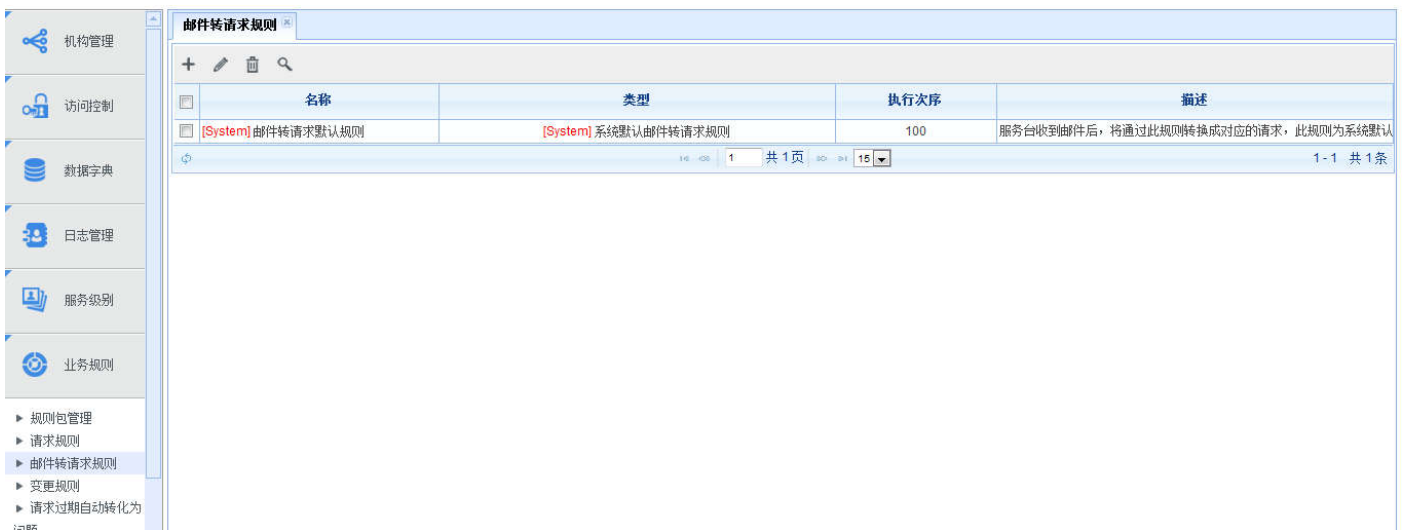 机构管理
访问控制
数据字典
日志管理
服务级别
业务规则
▶ 规则包管理
▶ 请求规则
▶ 邮件转请求规则
▶ 变更规则
▶ 请求过期自动转化为
问题
邮件转请求规则
名称 类型 执行次序 描述
[System] 邮件转请求默认规则 [System] 系统默认邮件转请求规则 100 服务台收到邮件后，将通过此规则转换成对应的请求，此规则为系统默认
1 共 1 页 15 1 - 1 共 1 条